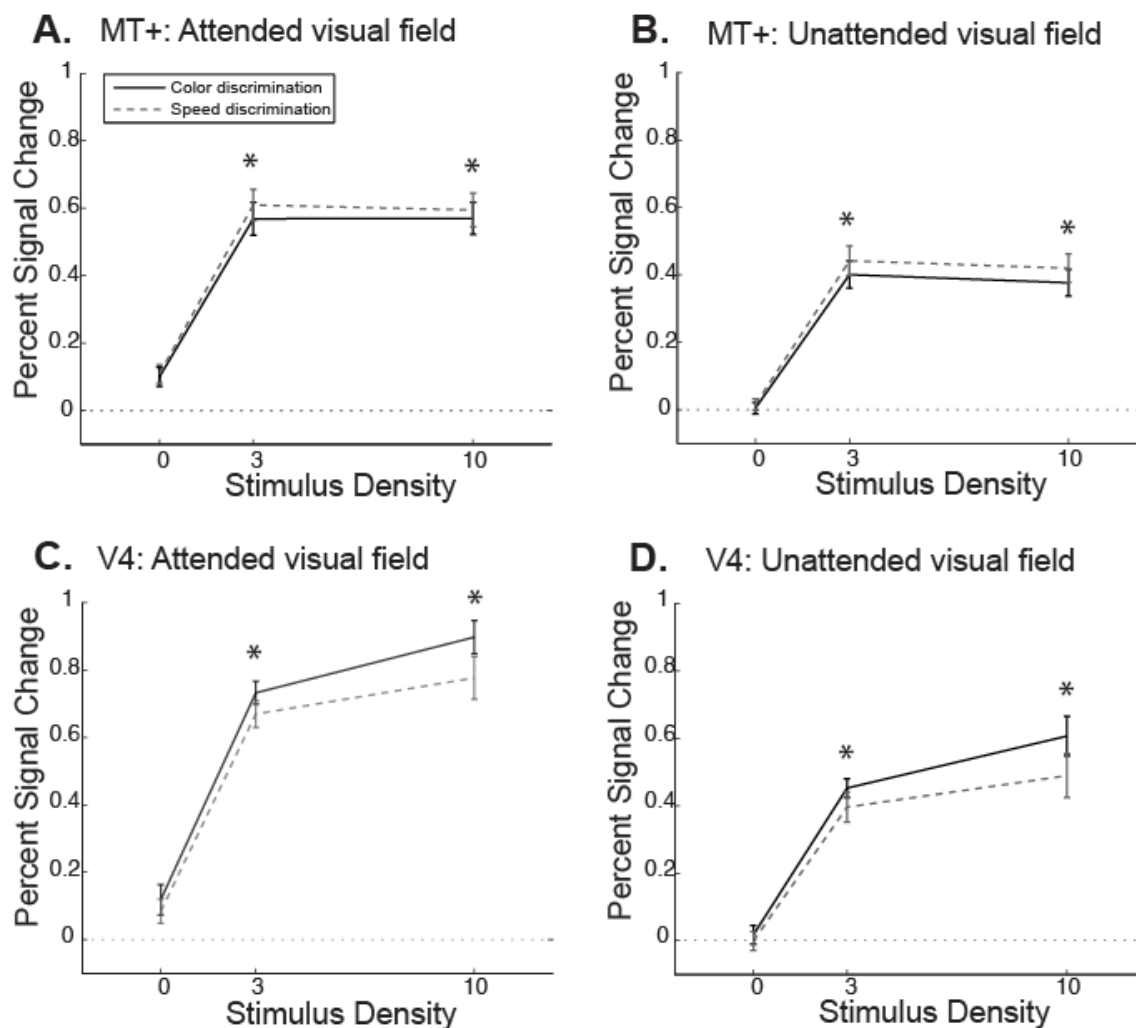 A. MT+: Attended visual field
Percent Signal Change
1
0.8
0.6
0.4
0.2
0
Color discrimination
Speed discrimination
*
*
0 3 10
Stimulus Density
B. MT+: Unattended visual field
Percent Signal Change
1
0.8
0.6
0.4
0.2
0
*
*
0 3 10
Stimulus Density
C. V4: Attended visual field
Percent Signal Change
1
0.8
0.6
0.4
0.2
0
*
*
0 3 10
Stimulus Density
D. V4: Unattended visual field
Percent Signal Change
1
0.8
0.6
0.4
0.2
0
*
*
0 3 10
Stimulus Density